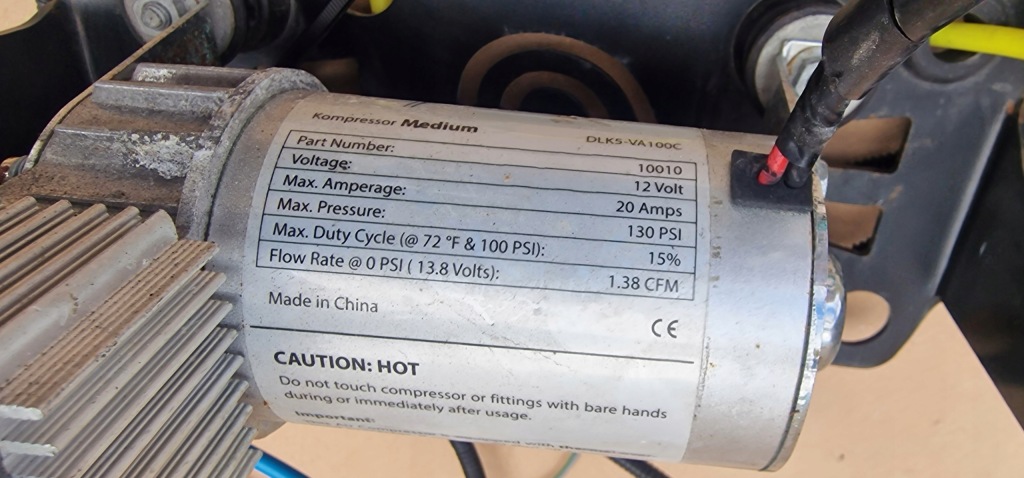 Kompressor Medium DLK5-VA100C
Part Number: 10010
Voltage: 12 Volt
Max. Amperage: 20 Amps
Max. Pressure: 130 PSI
Max. Duty Cycle (@ 72 °F & 100 PSI): 15%
Flow Rate @ 0 PSI ( 13.8 Volts): 1.38 CFM
Made in China
CE
CAUTION: HOT
Do not touch compressor or fittings with bare hands
during or immediately after usage.
Important:
with